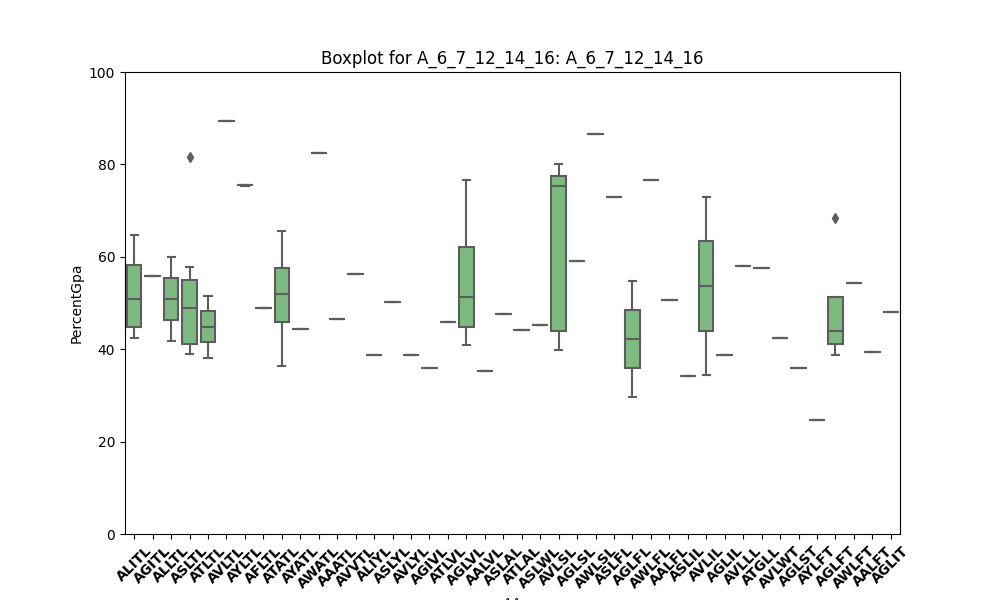 Boxplot for A_6_7_12_14_16: A_6_7_12_14_16
PercentGpa
100
80
60
40
20
0
ALITL
AGITL
ALLTL
ASLTL
ATLTL
AVLTL
AYLTL
AFLTL
ATATL
AYATL
AWATL
AAATL
AVVTL
ALIYL
ASLYL
AVLYL
AGIVL
ATLVL
AGLVL
AALVL
ASLAL
ATLAL
ASLWL
AVLSL
AGLSL
AWLSL
ASLFL
AGLFL
AWLFL
AALFL
ASLIL
AVLIL
AGLIL
AVLLL
ATGLL
AVLWT
AGLST
AYLFT
AGLFT
AWLFT
AALFT
AGLIT